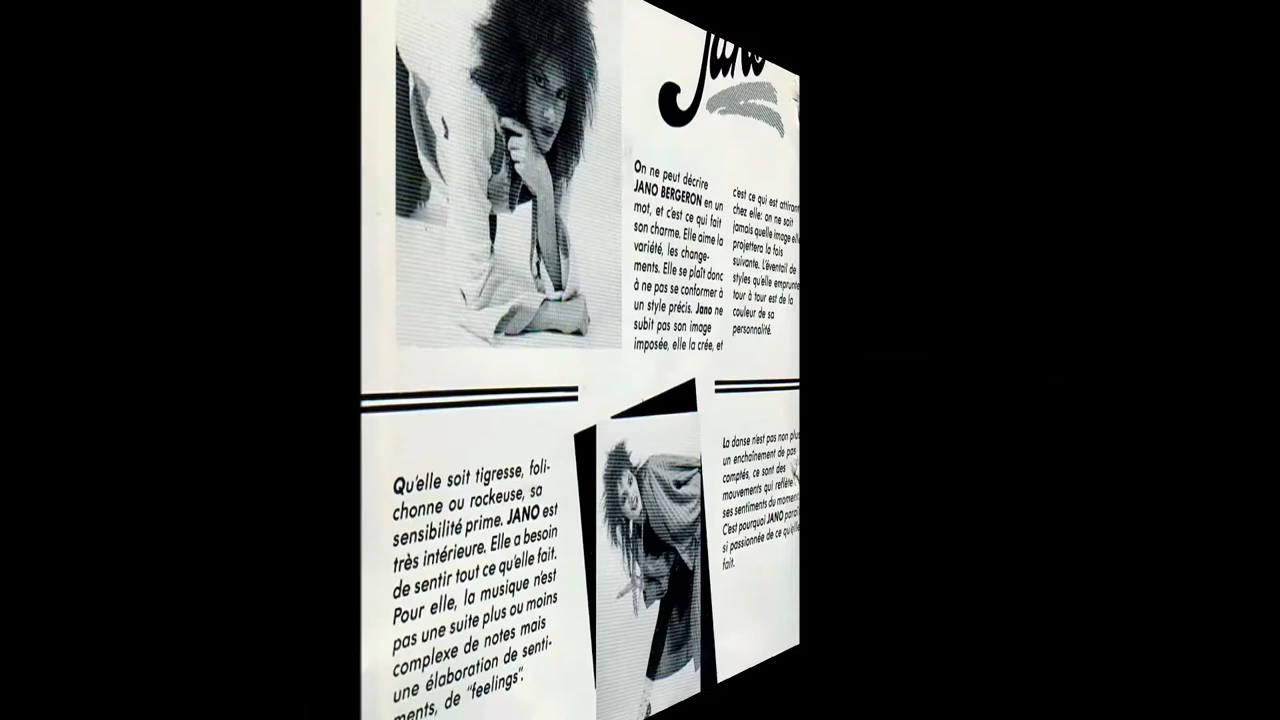 Jano
On ne peut décrire
JANO BERGERON en un
mot, et c'est ce qui fait
son charme. Elle aime la
variété, les change-
ments. Elle se plaît donc
à ne pas se conformer à
un style précis. Jano ne
subit pas son image
imposée, elle la crée, et
c'est ce qui est attirant
chez elle: on ne sait
jamais quelle image elle
projettera la fois
suivante. L'éventail de
styles qu'elle emprunte
tour à tour est de la
couleur de sa
personnalité.
Qu'elle soit tigresse, foli-
chonne ou rockeuse, sa
sensibilité prime. JANO est
très intérieure. Elle a besoin
de sentir tout ce qu'elle fait.
Pour elle, la musique n'est
pas une suite plus ou moins
complexe de notes mais
une élaboration de senti-
ments, de "feelings".
La danse n'est pas non plus
un enchaînement de pas
comptés, ce sont des
mouvements qui reflète
ses sentiments du moment
C'est pourquoi JANO paraî
si passionnée de ce qu'elle
fait.